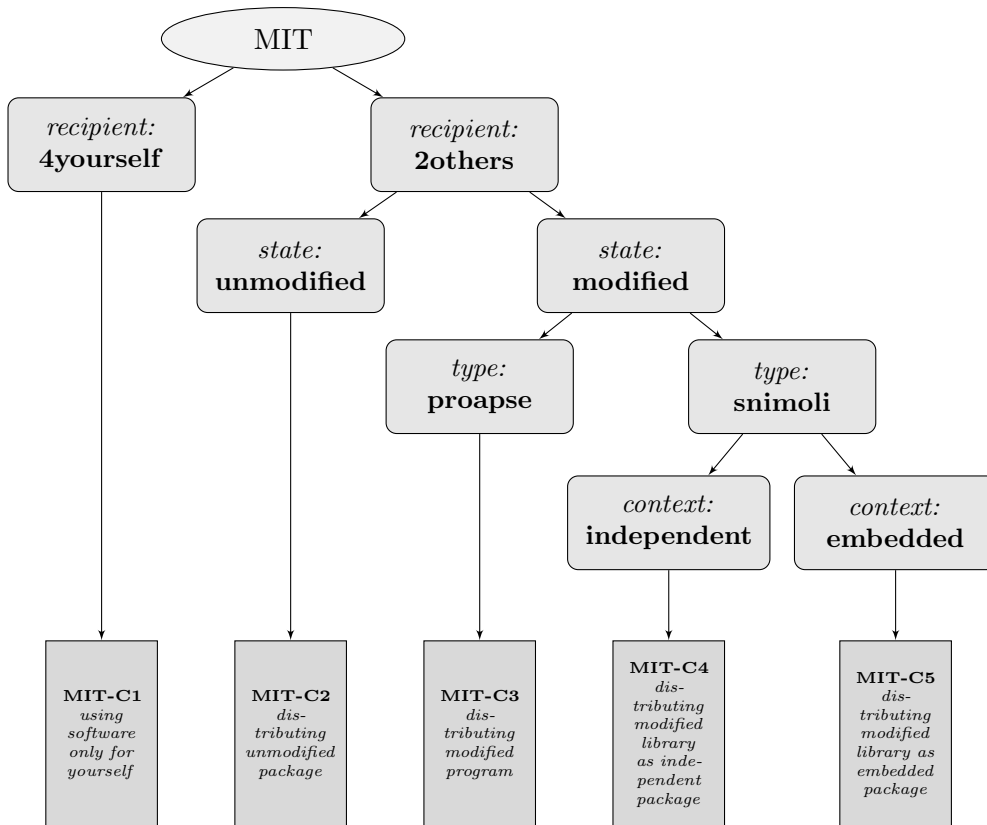 MIT
recipient:
4yourself
recipient:
2others
state:
unmodified
state:
modified
type:
proapse
type:
snimoli
context:
independent
context:
embedded
MIT-C1
using
software
only for
yourself
MIT-C2
dis-
tributing
unmodified
package
MIT-C3
dis-
tributing
modified
program
MIT-C4
dis-
tributing
modified
library
as inde-
pendent
package
MIT-C5
dis-
tributing
modified
library as
embedded
package